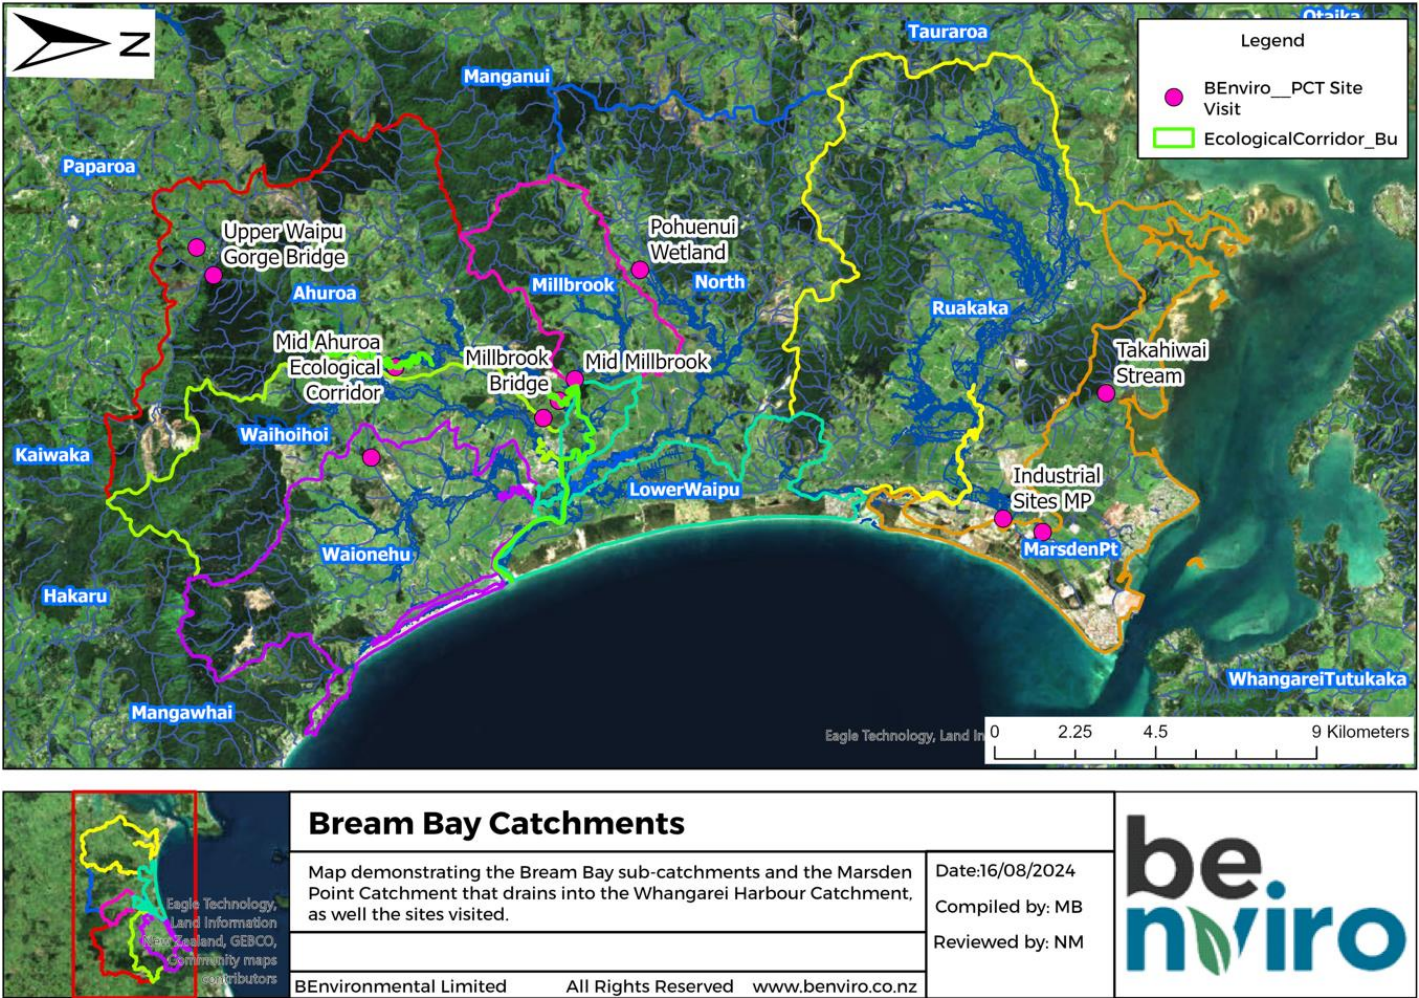 N
Otaika
Tauraroa
Legend
BEnviro__PCT Site
Visit
EcologicalCorridor_Bu
Manganui
Paparoa
Upper Waipu
Gorge Bridge
Pohuenui
Wetland
Ahuroa
Millbrook
North
Ruakaka
Mid Ahuroa
Ecological
Corridor
Millbrook
Bridge
Mid Millbrook
Takahiwai
Stream
Waihoihoi
Kaiwaka
LowerWaipu
Industrial
Sites MP
Waionehu
MarsdenPt
Hakaru
Mangawhai
WhangareiTutukaka
Eagle Technology, Land In
0 2.25 4.5 9 Kilometers
Eagle Technology,
Land Information
New Zealand, GEBCO,
Community maps
contributors
Bream Bay Catchments
Map demonstrating the Bream Bay sub-catchments and the Marsden
Point Catchment that drains into the Whangarei Harbour Catchment,
as well the sites visited.
Date:16/08/2024
Compiled by: MB
Reviewed by: NM
BEnvironmental Limited All Rights Reserved www.benviro.co.nz
be
nviro